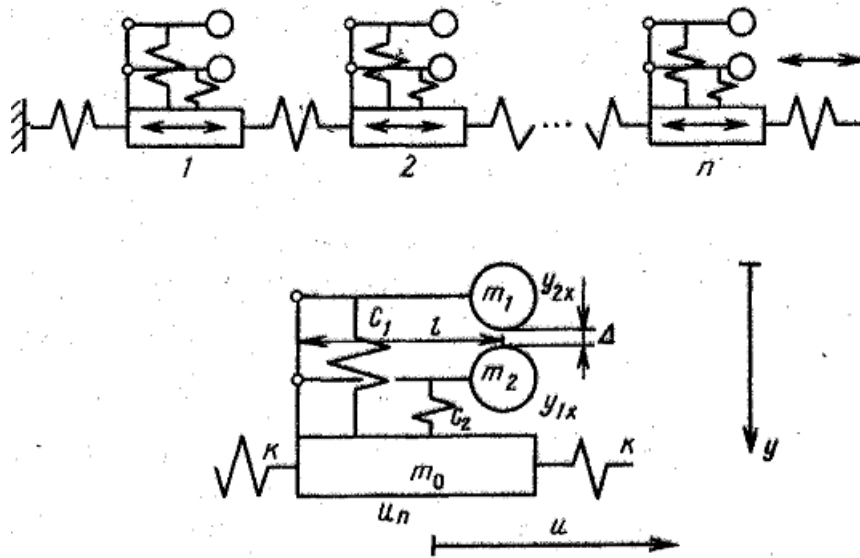 1 2 ... n
m₁ y₂ₓ
C₁ l Δ
m₂
C₂ y₁ₓ
K K y
m₀
uₙ
u